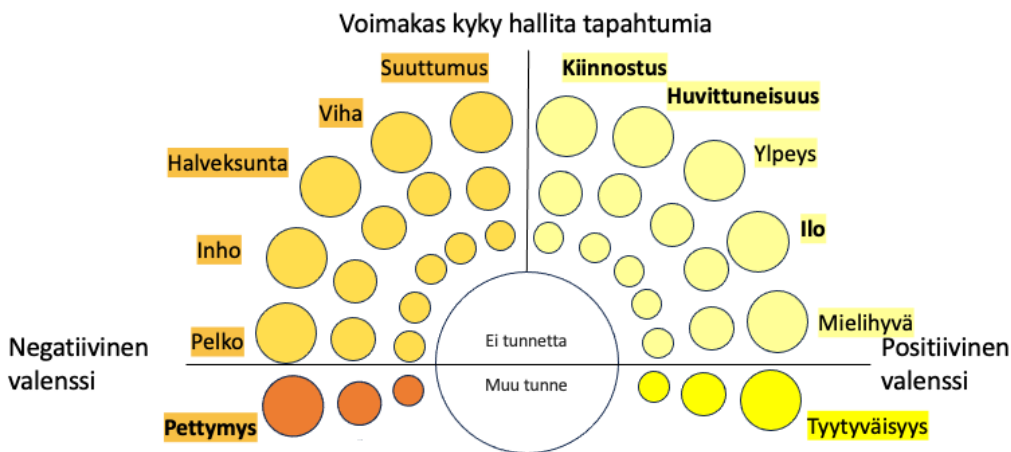 Voimakas kyky hallita tapahtumia
Suuttumus
Kiinnostus
Huvittuneisuus
Viha
Ylpeys
Halveksunta
Ilo
Inho
Pelko
Mielihyvä
Negatiivinen
valenssi
Ei tunnetta
Muu tunne
Positiivinen
valenssi
Pettymys
Tyytyväisyys